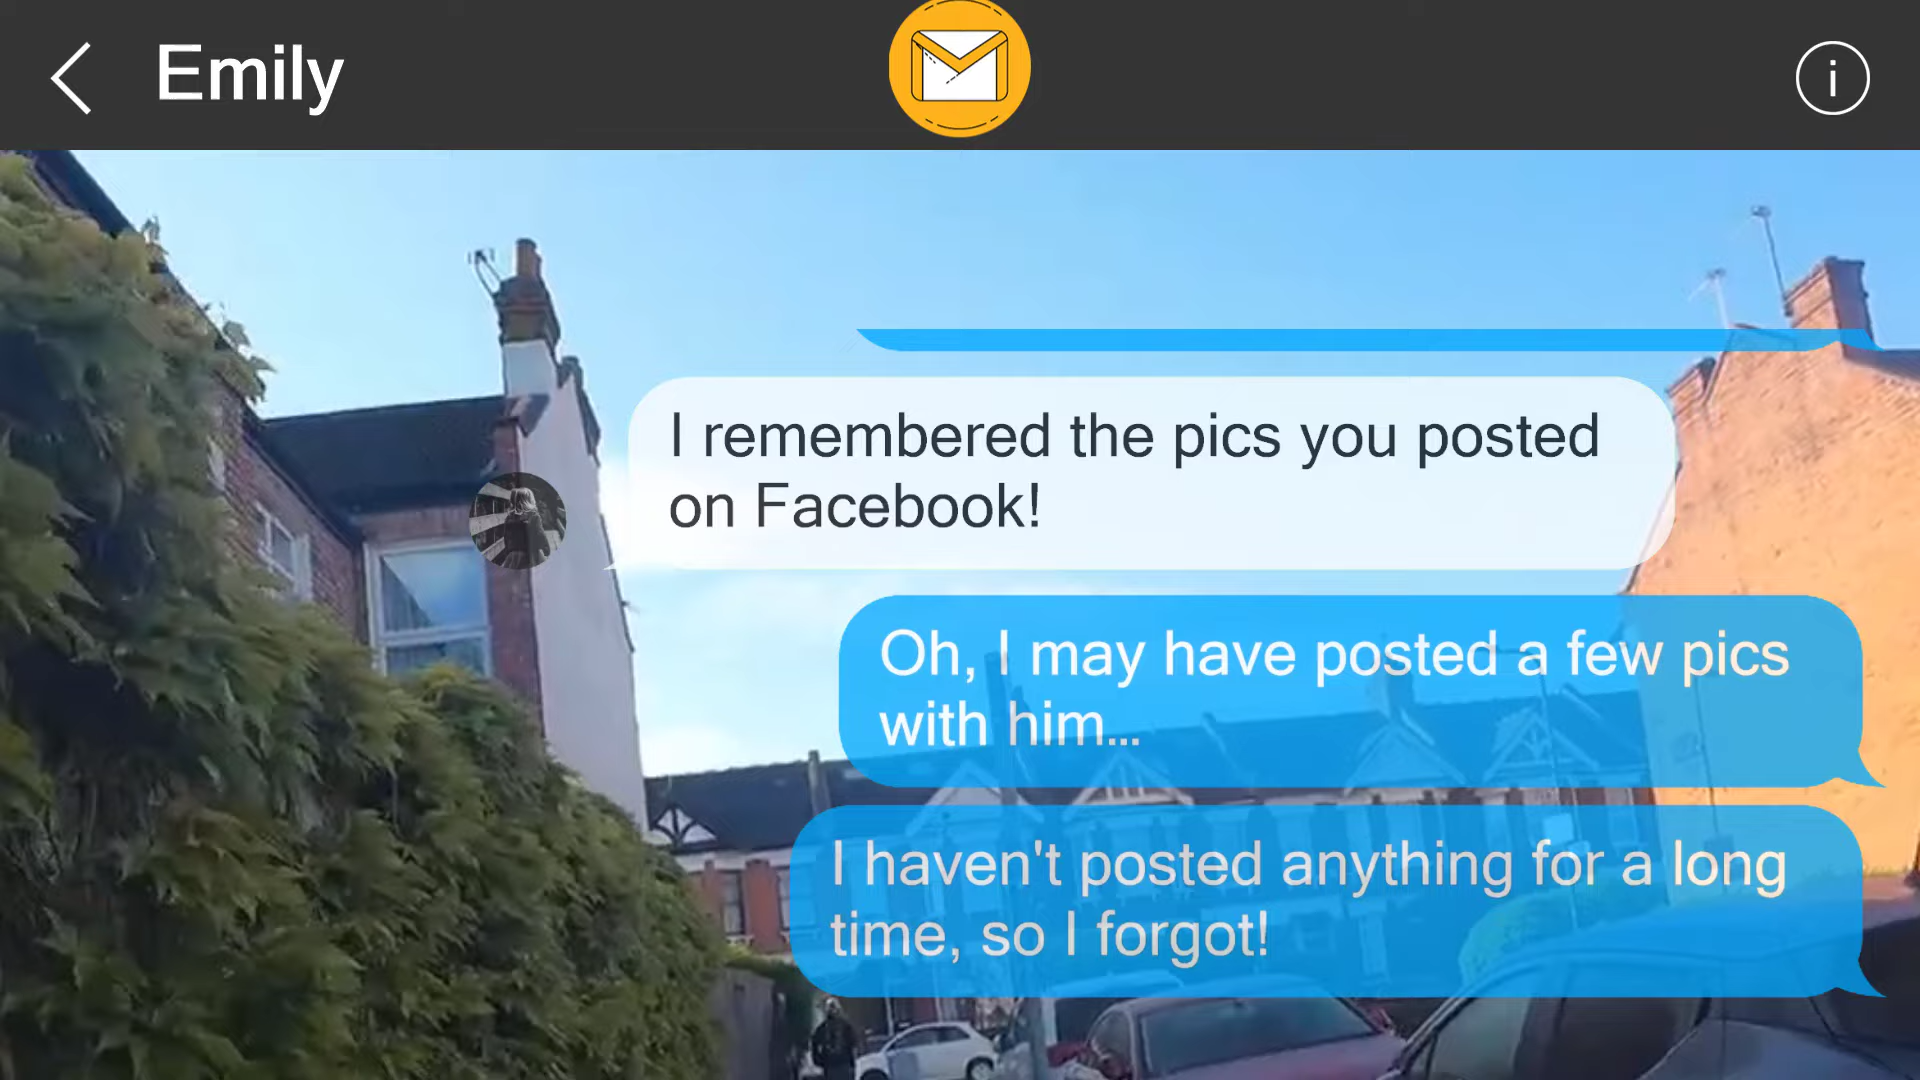 Emily
i
I remembered the pics you posted
on Facebook!
Oh, I may have posted a few pics
with him...
I haven't posted anything for a long
time, so I forgot!